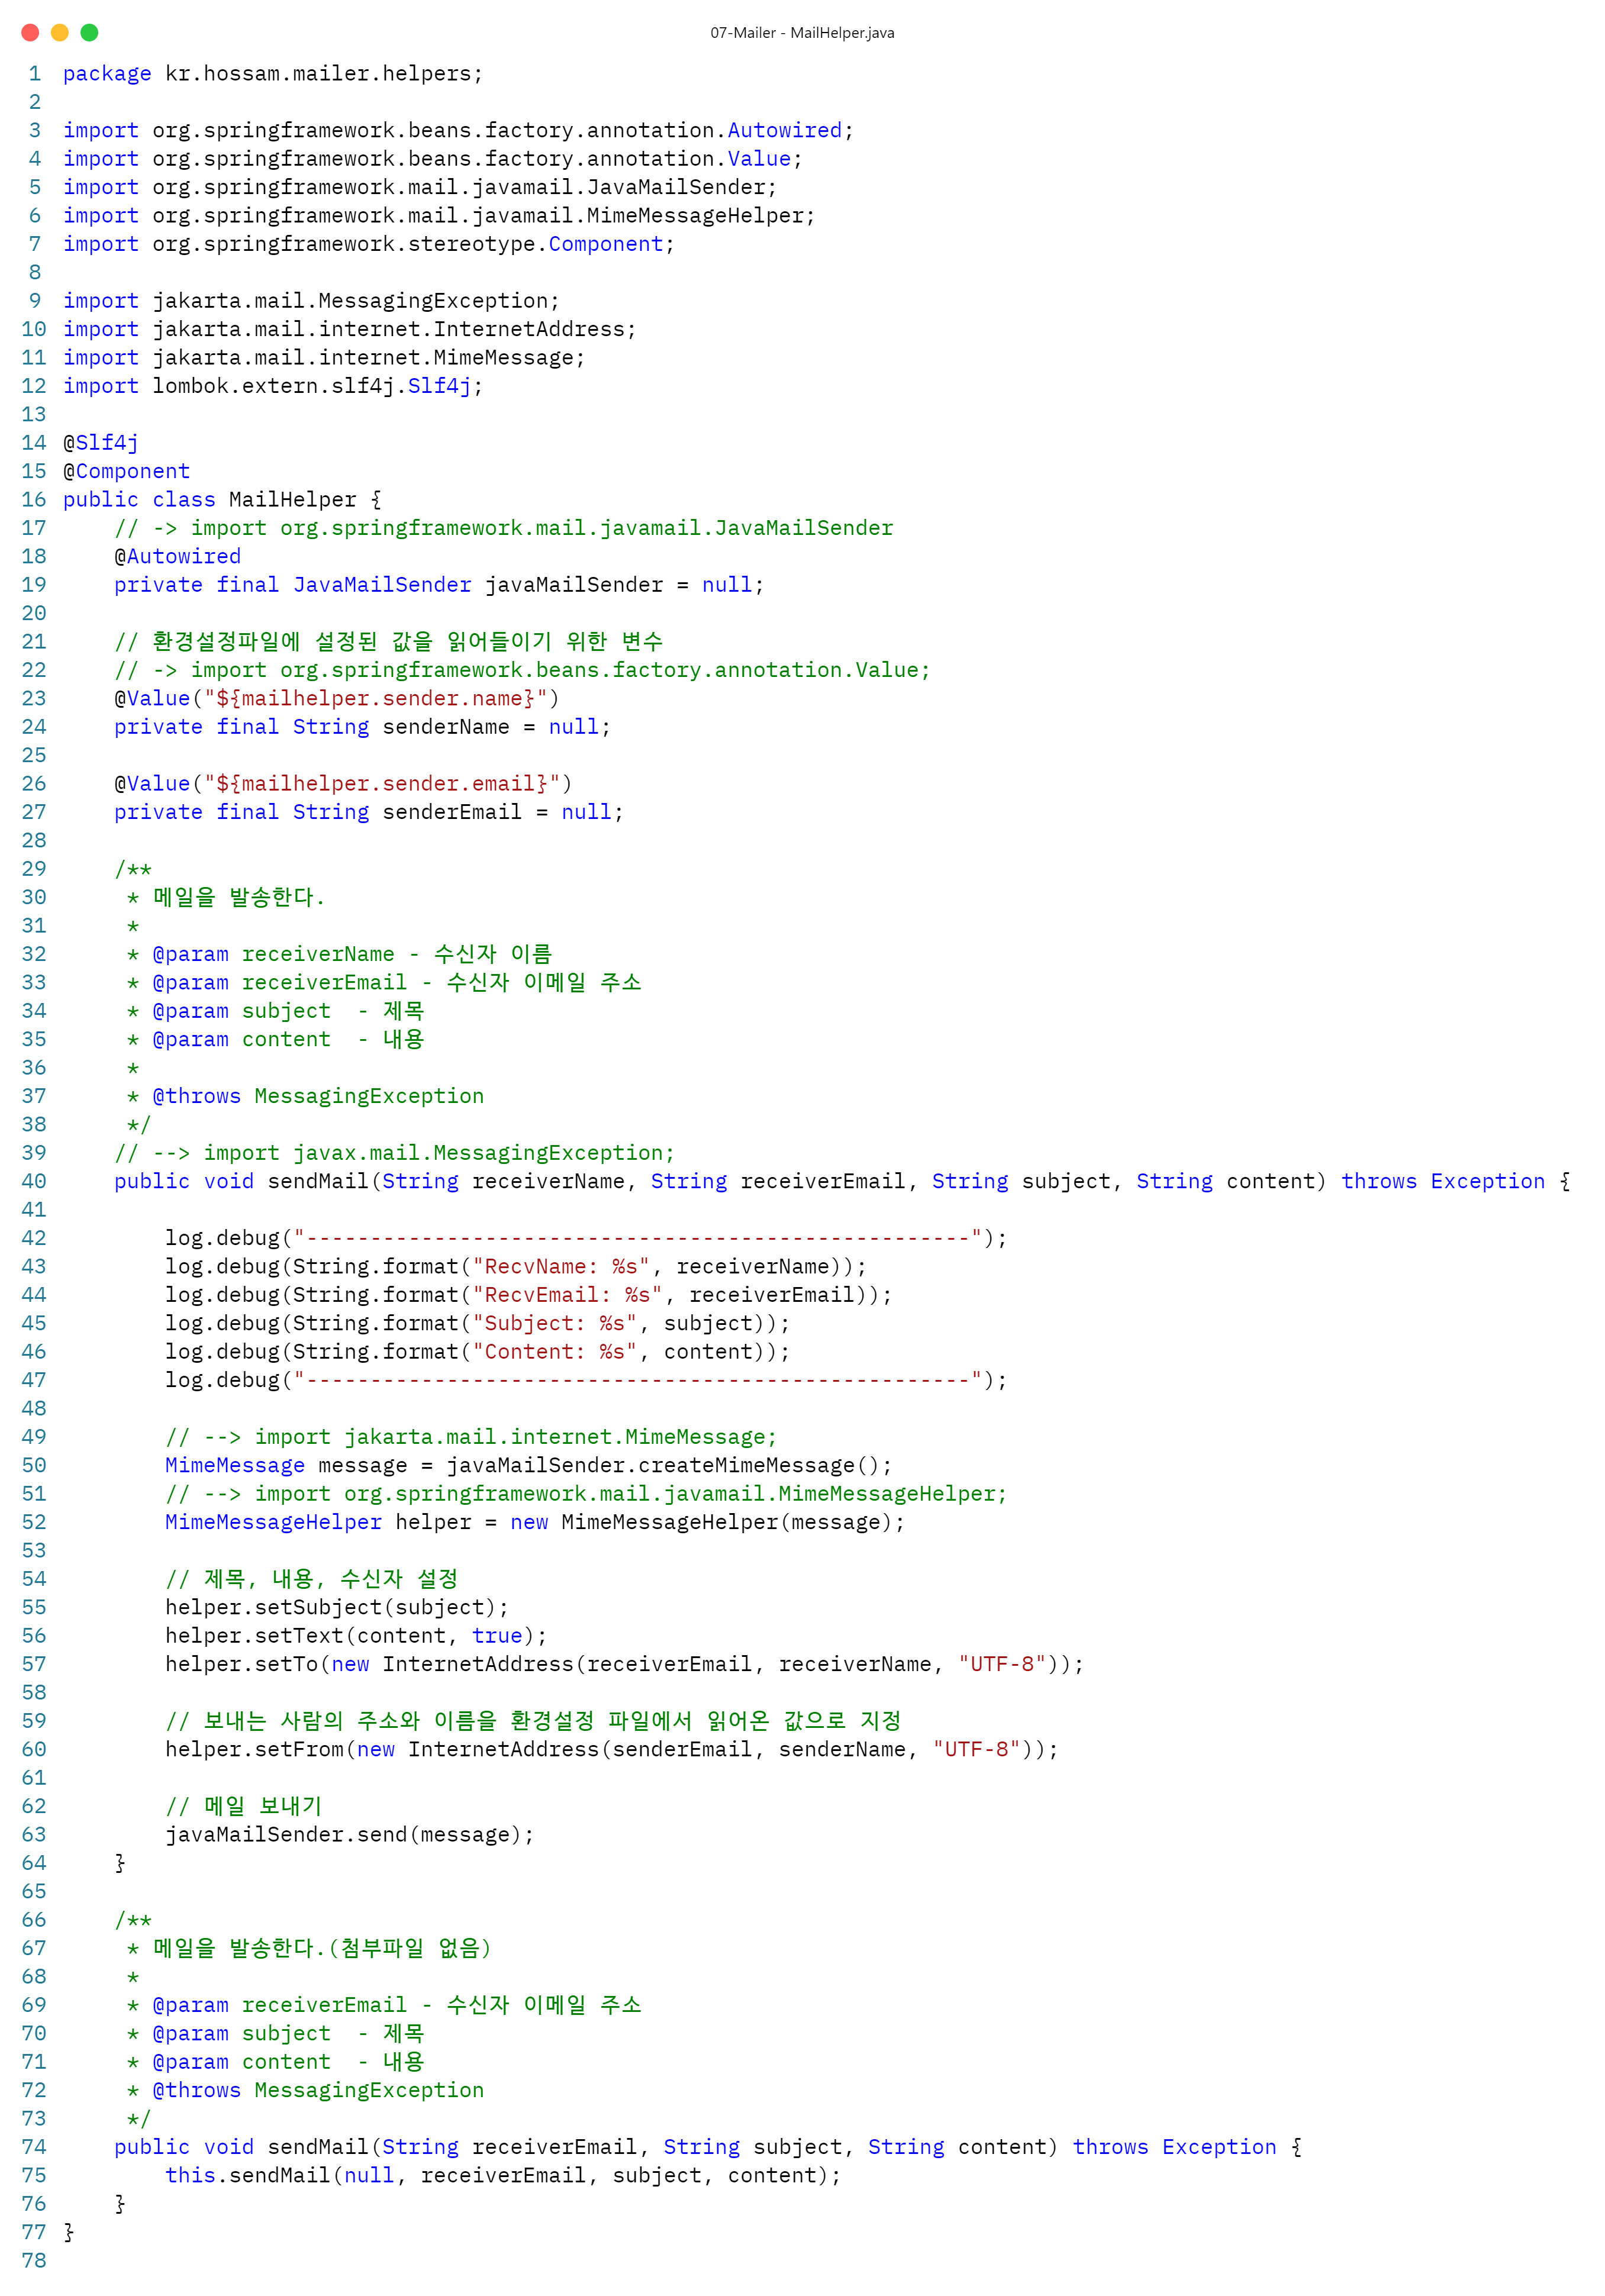 07-Mailer - MailHelper.java
1 package kr.hossam.mailer.helpers;
2
3 import org.springframework.beans.factory.annotation.Autowired;
4 import org.springframework.beans.factory.annotation.Value;
5 import org.springframework.mail.javamail.JavaMailSender;
6 import org.springframework.mail.javamail.MimeMessageHelper;
7 import org.springframework.stereotype.Component;
8
9 import jakarta.mail.MessagingException;
10 import jakarta.mail.internet.InternetAddress;
11 import jakarta.mail.internet.MimeMessage;
12 import lombok.extern.slf4j.Slf4j;
13
14 @Slf4j
15 @Component
16 public class MailHelper {
17     // -> import org.springframework.mail.javamail.JavaMailSender
18     @Autowired
19     private final JavaMailSender javaMailSender = null;
20
21     // 환경설정파일에 설정된 값을 읽어들이기 위한 변수
22     // -> import org.springframework.beans.factory.annotation.Value;
23     @Value("${mailhelper.sender.name}")
24     private final String senderName = null;
25
26     @Value("${mailhelper.sender.email}")
27     private final String senderEmail = null;
28
29     /**
30      * 메일을 발송한다.
31      *
32      * @param receiverName - 수신자 이름
33      * @param receiverEmail - 수신자 이메일 주소
34      * @param subject  - 제목
35      * @param content  - 내용
36      *
37      * @throws MessagingException
38      */
39     // --> import javax.mail.MessagingException;
40     public void sendMail(String receiverName, String receiverEmail, String subject, String content) throws Exception {
41
42         log.debug("----------------------------------------------------");
43         log.debug(String.format("RecvName: %s", receiverName));
44         log.debug(String.format("RecvEmail: %s", receiverEmail));
45         log.debug(String.format("Subject: %s", subject));
46         log.debug(String.format("Content: %s", content));
47         log.debug("----------------------------------------------------");
48
49         // --> import jakarta.mail.internet.MimeMessage;
50         MimeMessage message = javaMailSender.createMimeMessage();
51         // --> import org.springframework.mail.javamail.MimeMessageHelper;
52         MimeMessageHelper helper = new MimeMessageHelper(message);
53
54         // 제목, 내용, 수신자 설정
55         helper.setSubject(subject);
56         helper.setText(content, true);
57         helper.setTo(new InternetAddress(receiverEmail, receiverName, "UTF-8"));
58
59         // 보내는 사람의 주소와 이름을 환경설정 파일에서 읽어온 값으로 지정
60         helper.setFrom(new InternetAddress(senderEmail, senderName, "UTF-8"));
61
62         // 메일 보내기
63         javaMailSender.send(message);
64     }
65
66     /**
67      * 메일을 발송한다.(첨부파일 없음)
68      *
69      * @param receiverEmail - 수신자 이메일 주소
70      * @param subject  - 제목
71      * @param content  - 내용
72      * @throws MessagingException
73      */
74     public void sendMail(String receiverEmail, String subject, String content) throws Exception {
75         this.sendMail(null, receiverEmail, subject, content);
76     }
77 }
78